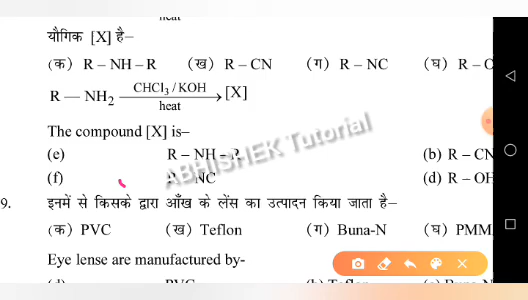 heat
यौगिक [X] है–
(क) R – NH – R (ख) R – CN (ग) R – NC (घ) R – O
R — NH2 CHCl3 / KOH heat [X]
ABHISHEK Tutorial
The compound [X] is–
(e) R – NH – R (b) R – CN
(f) R – NC (d) R – OH
9. इनमें से किसके द्वारा आँख के लेंस का उत्पादन किया जाता है–
(क) PVC (ख) Teflon (ग) Buna-N (घ) PMM
Eye lense are manufactured by-